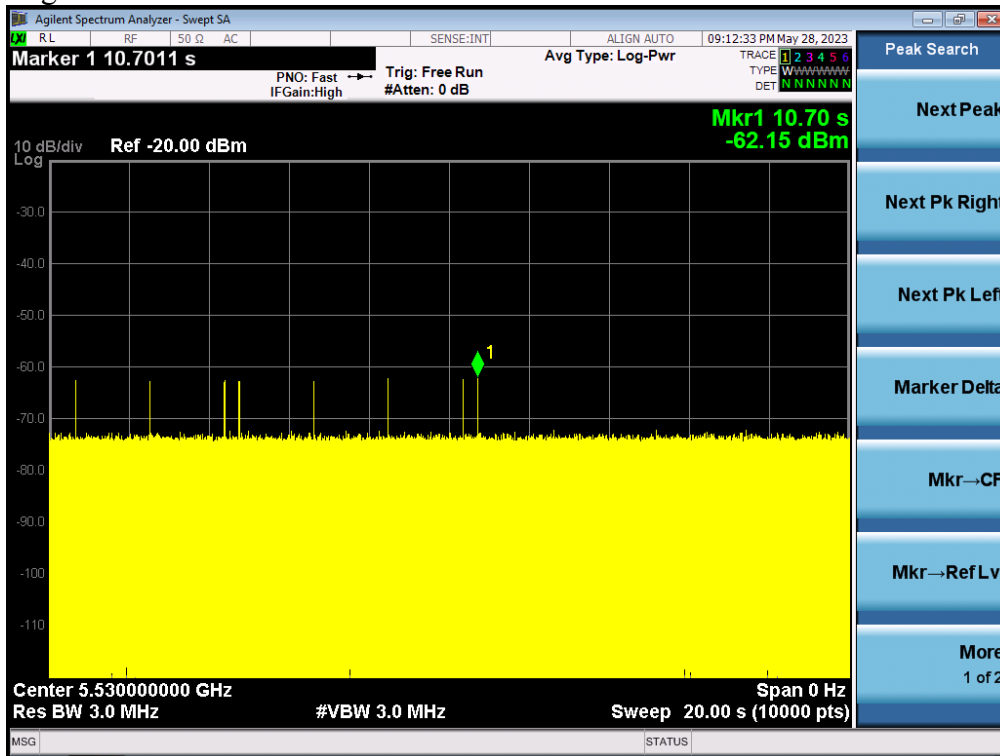 Agilent Spectrum Analyzer - Swept SA
LXI RL RF 50 Ω AC SENSE:INT ALIGN AUTO 09:12:33 PM May 28, 2023
Marker 1 10.7011 s
PNO: Fast
IFGain:High
Trig: Free Run
#Atten: 0 dB
Avg Type: Log-Pwr
TRACE 1 2 3 4 5 6
TYPE WWWWWW
DET N N N N N N
Peak Search
Mkr1 10.70 s
-62.15 dBm
10 dB/div Ref -20.00 dBm
Log
-30.0
-40.0
-50.0
-60.0
-70.0
-80.0
-90.0
-100
-110
1
Center 5.530000000 GHz Span 0 Hz
Res BW 3.0 MHz #VBW 3.0 MHz Sweep 20.00 s (10000 pts)
MSG STATUS
Next Peak
Next Pk Right
Next Pk Left
Marker Delta
Mkr→CF
Mkr→Ref Lv
More
1 of 2